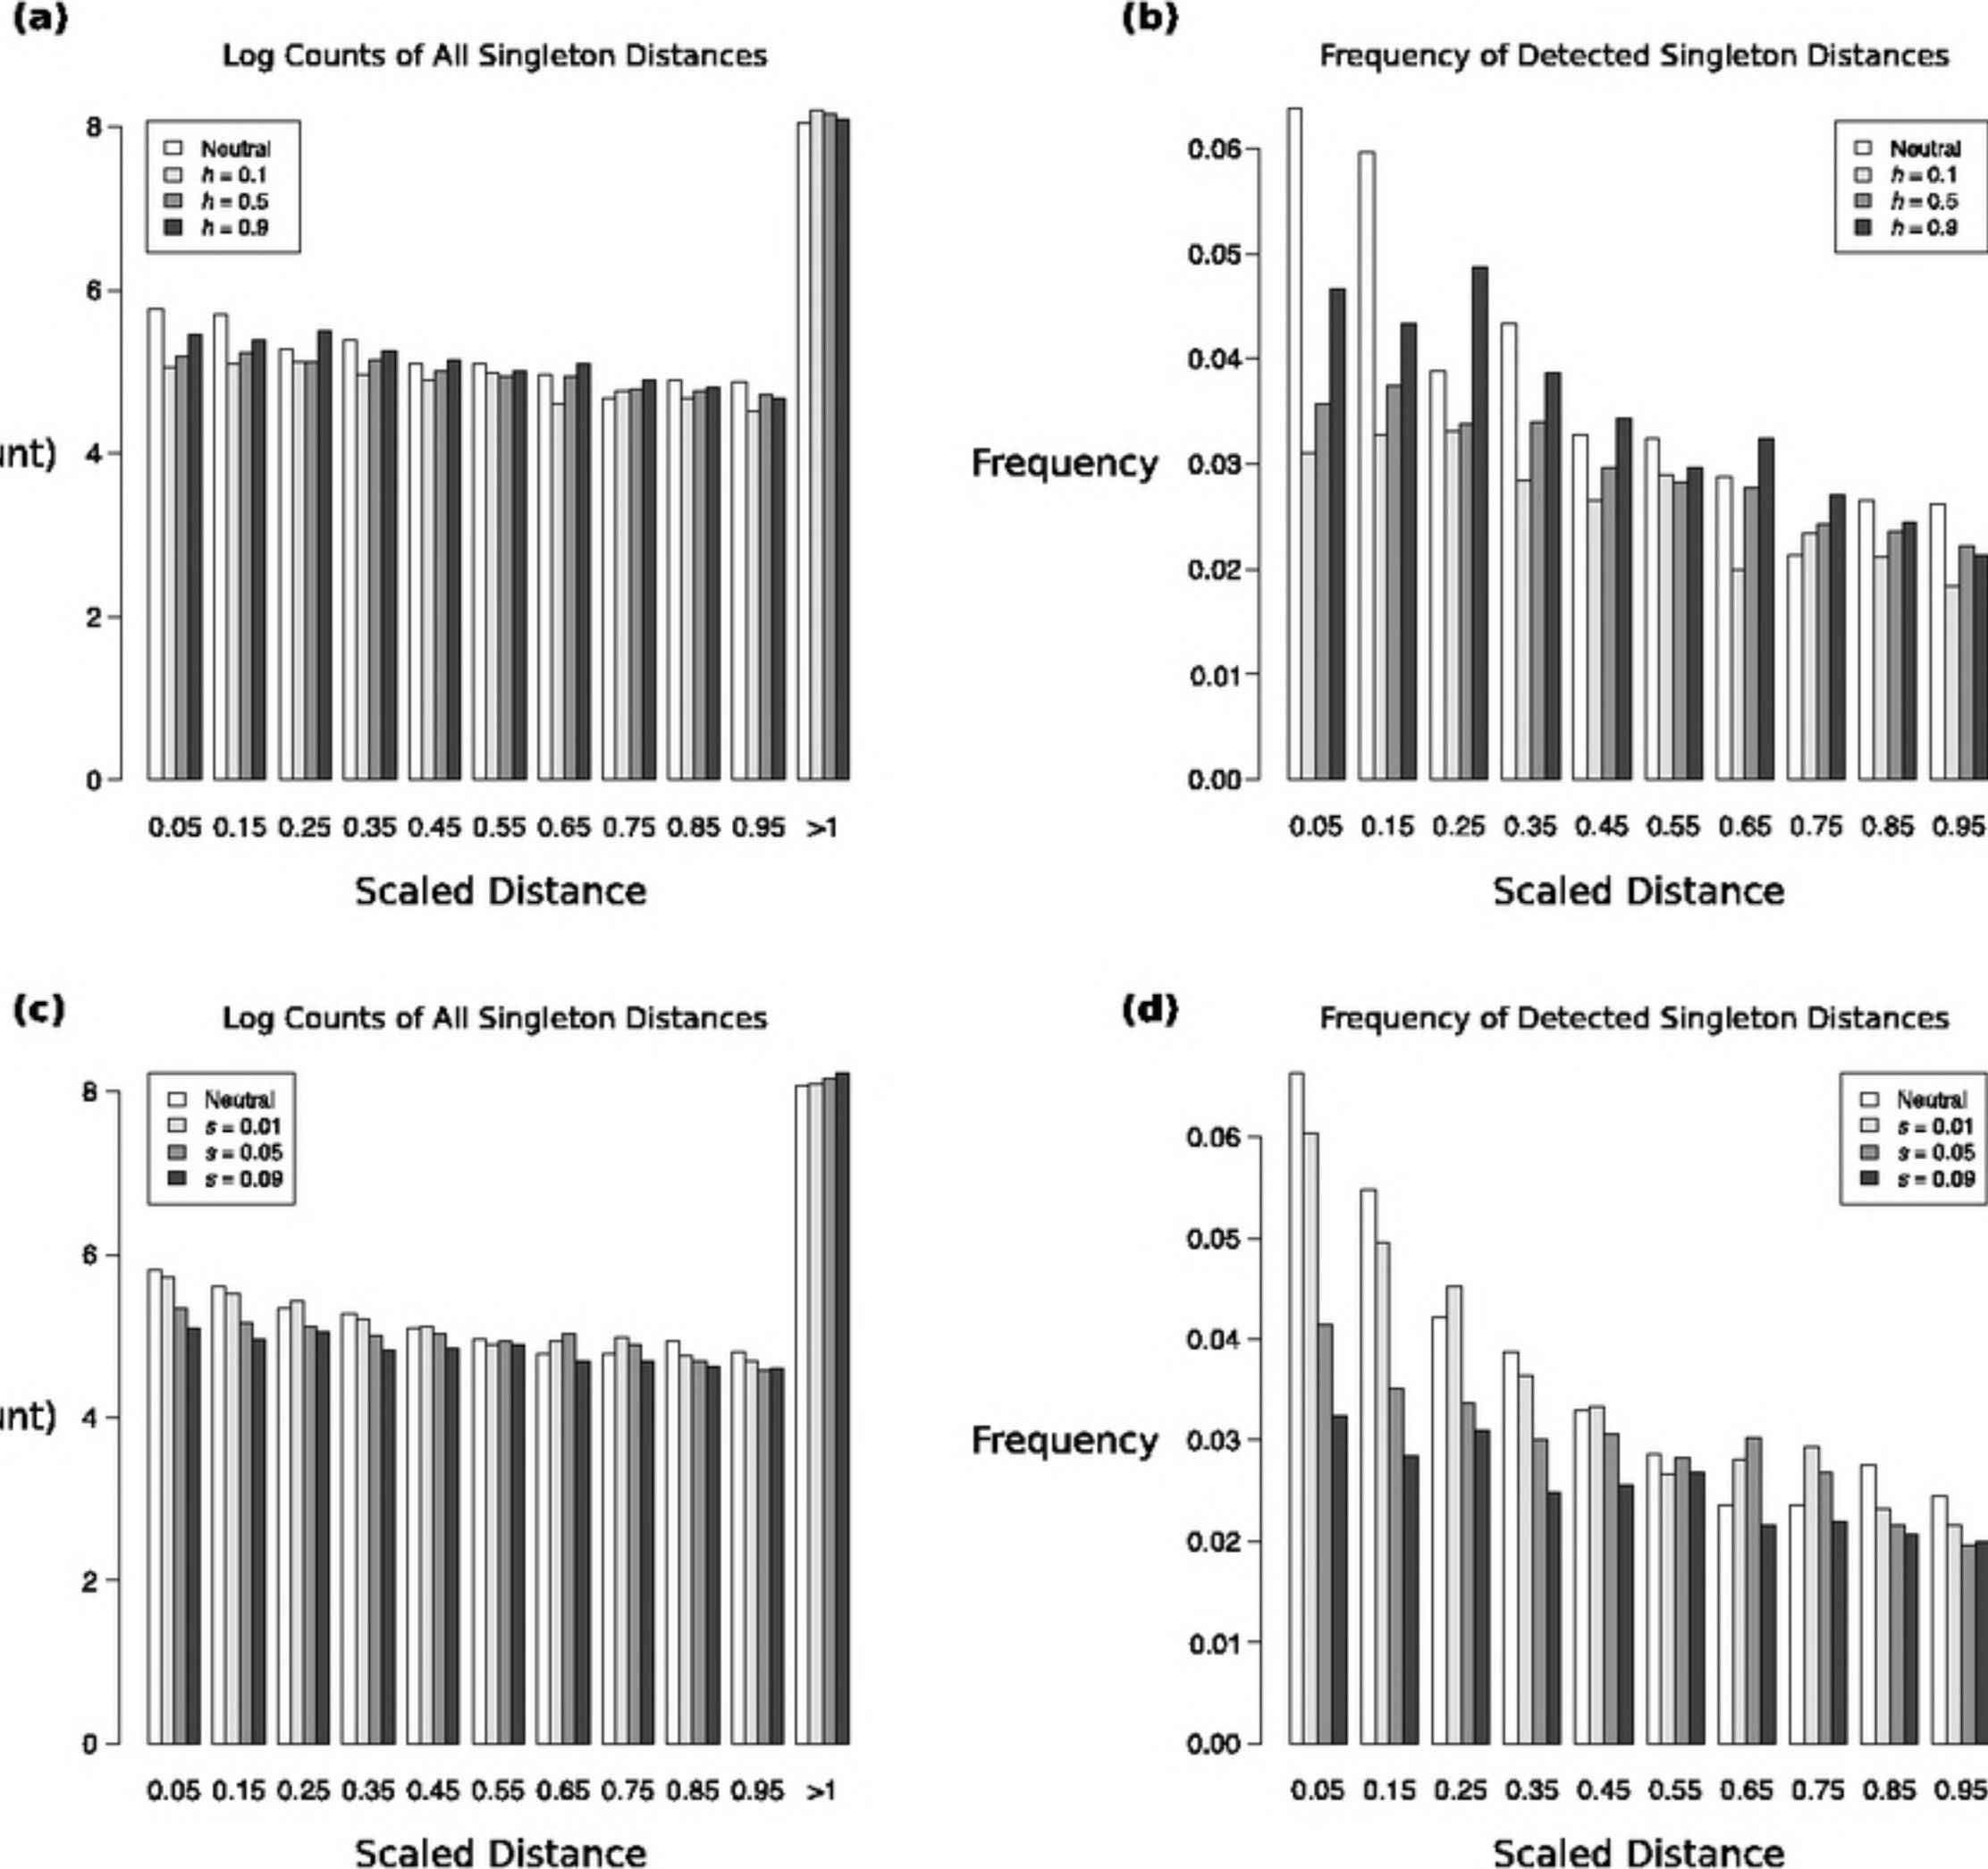 (a)
Log Counts of All Singleton Distances
Neutral
h = 0.1
h = 0.5
h = 0.9
8
6
4
2
0
unt)
0.05 0.15 0.25 0.35 0.45 0.55 0.65 0.75 0.85 0.95 >1
Scaled Distance
(b)
Frequency of Detected Singleton Distances
Neutral
h = 0.1
h = 0.5
h = 0.9
0.06
0.05
0.04
0.03
0.02
0.01
0.00
Frequency
0.05 0.15 0.25 0.35 0.45 0.55 0.65 0.75 0.85 0.95
Scaled Distance
(c)
Log Counts of All Singleton Distances
Neutral
s = 0.01
s = 0.05
s = 0.09
8
6
4
2
0
unt)
0.05 0.15 0.25 0.35 0.45 0.55 0.65 0.75 0.85 0.95 >1
Scaled Distance
(d)
Frequency of Detected Singleton Distances
Neutral
s = 0.01
s = 0.05
s = 0.09
0.06
0.05
0.04
0.03
0.02
0.01
0.00
Frequency
0.05 0.15 0.25 0.35 0.45 0.55 0.65 0.75 0.85 0.95
Scaled Distance